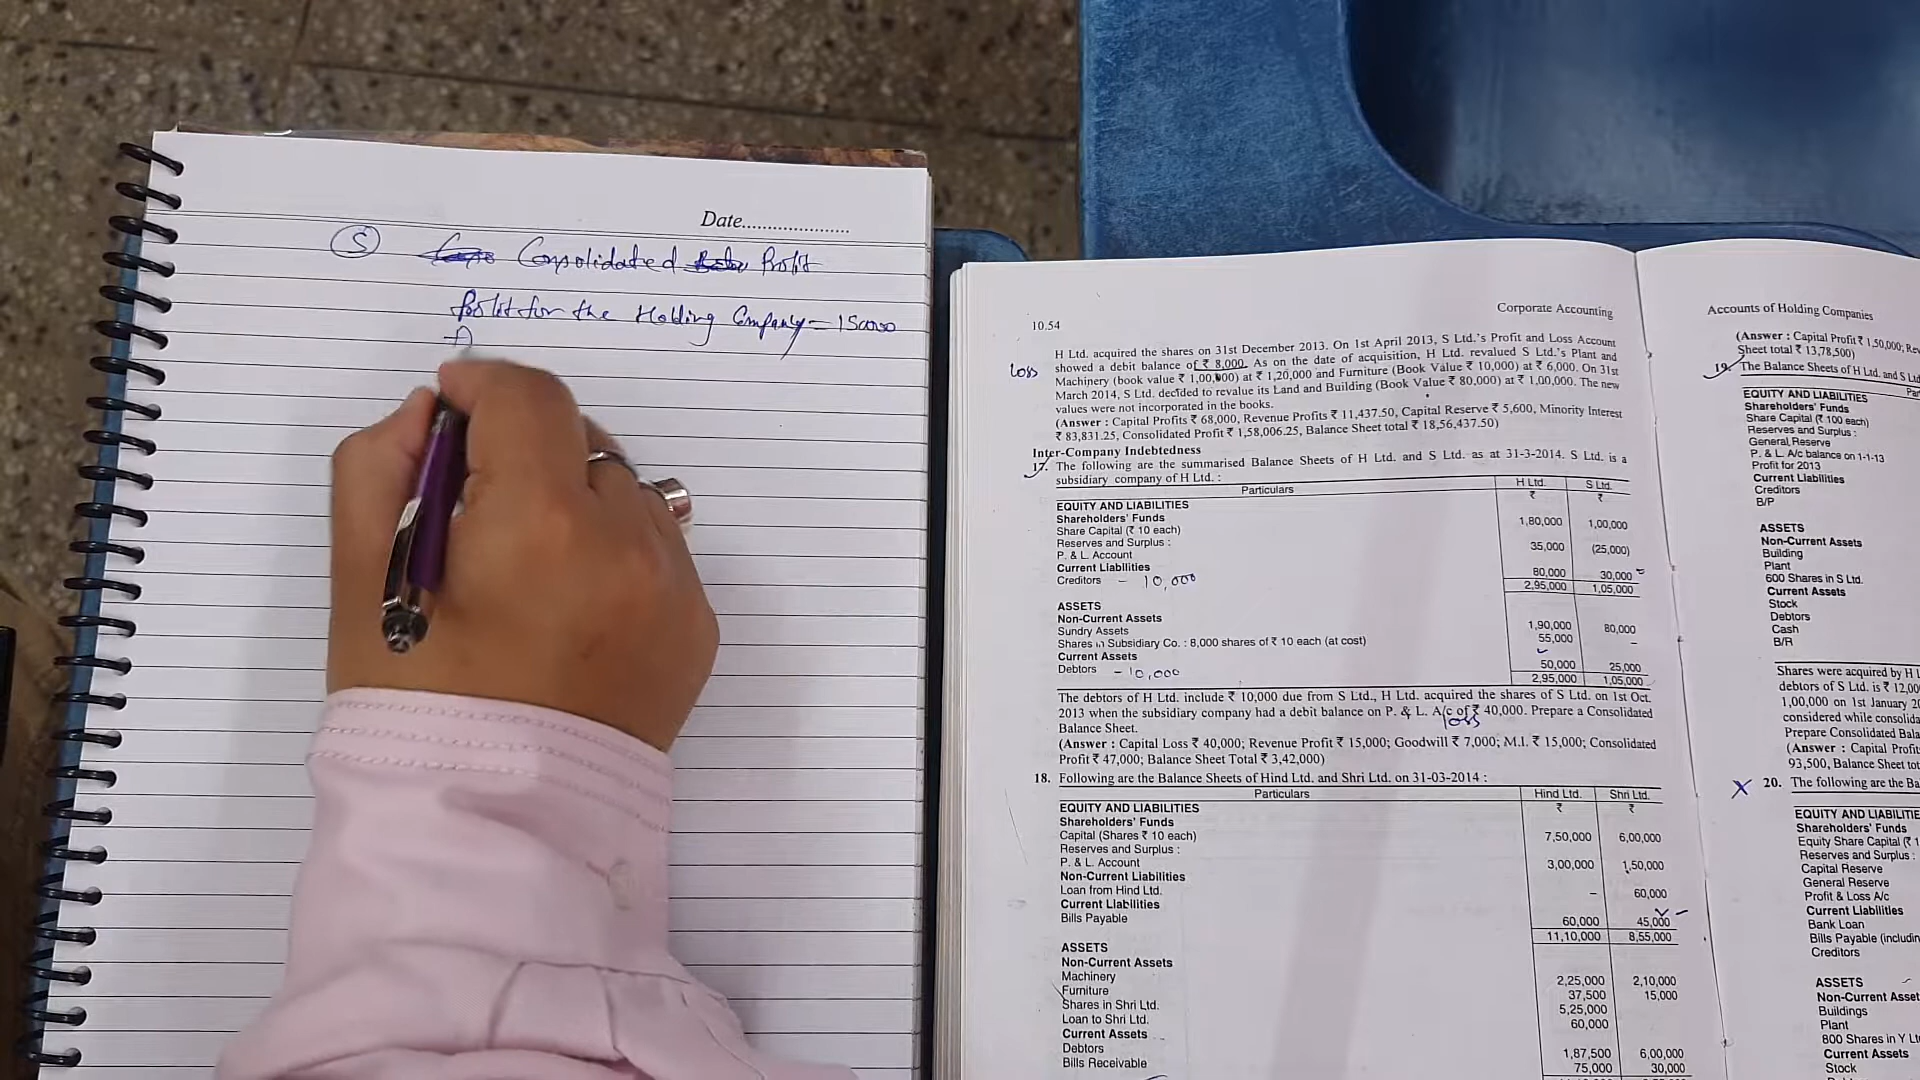 Date.....................
5 Consolidated Profit
Profit for the Holding Company – 150000
10.54
Corporate Accounting
H Ltd. acquired the shares on 31st December 2013. On 1st April 2013, S Ltd.'s Profit and Loss Account
Loss showed a debit balance of ₹ 8,000. As on the date of acquisition, H Ltd. revalued S Ltd.'s Plant and
Machinery (book value ₹ 1,00,000) at ₹ 1,20,000 and Furniture (Book Value ₹ 10,000) at ₹ 6,000. On 31st
March 2014, S Ltd. decided to revalue its Land and Building (Book Value ₹ 80,000) at ₹ 1,00,000. The new
values were not incorporated in the books.
(Answer : Capital Profits ₹ 68,000, Revenue Profits ₹ 11,437.50, Capital Reserve ₹ 5,600, Minority Interest
₹ 83,831.25, Consolidated Profit ₹ 1,58,006.25, Balance Sheet total ₹ 18,56,437.50)
Inter-Company Indebtedness
17. The following are the summarised Balance Sheets of H Ltd. and S Ltd. as at 31-3-2014. S Ltd. is a
subsidiary company of H Ltd. :
Particulars H Ltd. S Ltd.
₹ ₹
EQUITY AND LIABILITIES
Shareholders' Funds
Share Capital (₹ 10 each) 1,80,000 1,00,000
Reserves and Surplus :
P. & L. Account 35,000 (25,000)
Current Liabilities
Creditors – 10,000 80,000 30,000
2,95,000 1,05,000
ASSETS
Non-Current Assets
Sundry Assets 1,90,000 80,000
Shares in Subsidiary Co. : 8,000 shares of ₹ 10 each (at cost) 55,000 –
Current Assets
Debtors – 10,000 50,000 25,000
2,95,000 1,05,000
The debtors of H Ltd. include ₹ 10,000 due from S Ltd., H Ltd. acquired the shares of S Ltd. on 1st Oct.
2013 when the subsidiary company had a debit balance on P. & L. A/c of ₹ 40,000. Prepare a Consolidated
Balance Sheet. loss
(Answer : Capital Loss ₹ 40,000; Revenue Profit ₹ 15,000; Goodwill ₹ 7,000; M.I. ₹ 15,000; Consolidated
Profit ₹ 47,000; Balance Sheet Total ₹ 3,42,000)
18. Following are the Balance Sheets of Hind Ltd. and Shri Ltd. on 31-03-2014 :
Particulars Hind Ltd. Shri Ltd.
₹ ₹
EQUITY AND LIABILITIES
Shareholders' Funds
Capital (Shares ₹ 10 each) 7,50,000 6,00,000
Reserves and Surplus :
P. & L. Account 3,00,000 1,50,000
Non-Current Liabilities
Loan from Hind Ltd. – 60,000
Current Liabilities
Bills Payable 60,000 45,000
11,10,000 8,55,000
ASSETS
Non-Current Assets
Machinery 2,25,000 2,10,000
Furniture 37,500 15,000
Shares in Shri Ltd. 5,25,000
Loan to Shri Ltd. 60,000
Current Assets
Debtors 1,87,500 6,00,000
Bills Receivable 75,000 30,000
Accounts of Holding Companies
(Answer : Capital Profit ₹ 1,50,000;
Sheet total ₹ 13,78,500)
19. The Balance Sheets of H Ltd. and S
EQUITY AND LIABILITIES
Shareholders' Funds
Share Capital (₹ 100 each)
Reserves and Surplus :
General Reserve
P. & L. A/c balance on 1-1-13
Profit for 2013
Current Liabilities
Creditors
B/P
ASSETS
Non-Current Assets
Building
Plant
600 Shares in S Ltd.
Current Assets
Stock
Debtors
Cash
B/R
Shares were acquired by H
debtors of S Ltd. is ₹
1,00,000 on 1st January
considered while
Prepare Consolidated
(Answer : Capital
93,500, Balance Sheet
20. The following are the
EQUITY AND
Shareholders' Funds
Equity Share Capital
Reserves and Surplus :
Capital Reserve
General Reserve
Profit & Loss A/c
Current Liabilities
Bank Loan
Bills Payable
Creditors
ASSETS
Non-Current
Buildings
Plant
800 Shares in Y
Current Assets
Stock